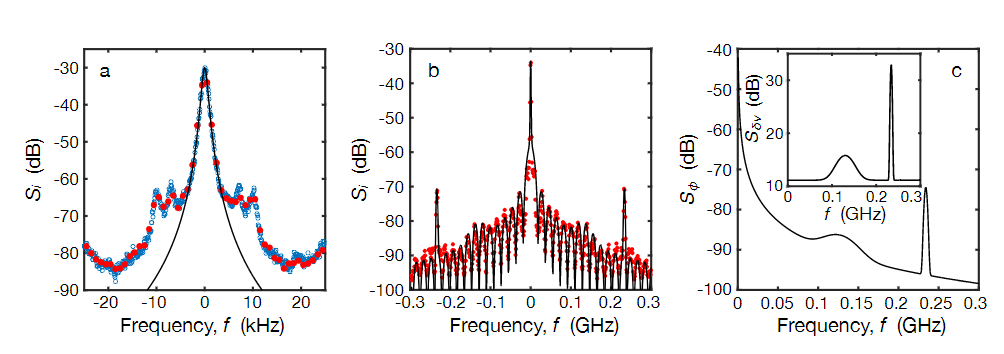 a
-30
-40
-50
-60
-70
-80
-90
S_i (dB)
-20 -10 0 10 20
Frequency, f (kHz)
b
-30
-40
-50
-60
-70
-80
-90
-100
S_i (dB)
-0.3 -0.2 -0.1 0 0.1 0.2 0.3
Frequency, f (GHz)
c
-40
-50
-60
-70
-80
-90
-100
S_ϕ (dB)
0 0.05 0.1 0.15 0.2 0.25 0.3
Frequency, f (GHz)
30
20
10
S_δν (dB)
0 0.1 0.2 0.3
f (GHz)